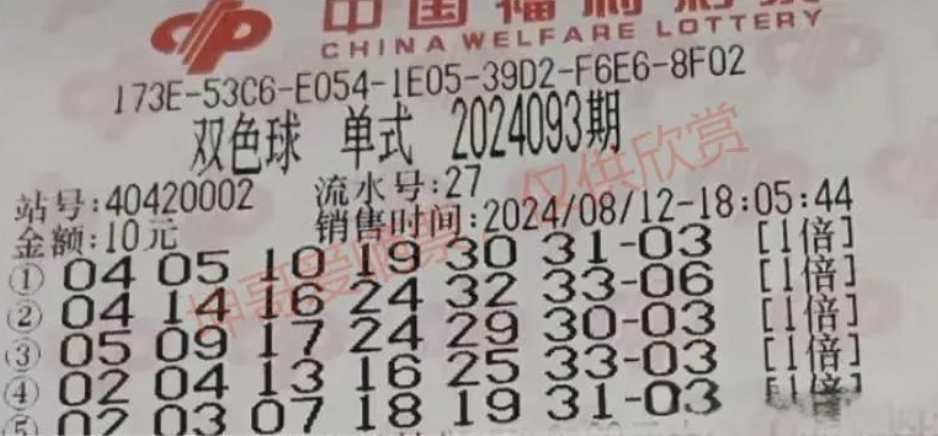 中国福利彩票
CHINA WELFARE LOTTERY
173E-53C6-E054-1E05-39D2-F6E6-8F02
双色球 单式 2024093期
站号:40420002 流水号:27
金额:10元 销售时间:2024/08/12-18:05:44
① 04 05 10 19 30 31-03 [1倍]
② 04 14 16 24 32 33-06 [1倍]
③ 05 09 17 24 29 30-03 [1倍]
④ 02 04 13 16 25 33-03 [1倍]
⑤ 02 03 07 18 19 31-03 [1倍]
仅供欣赏